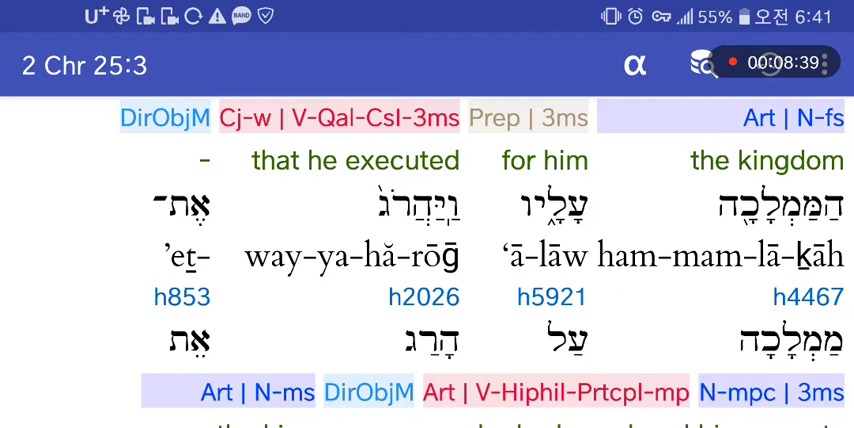 U+ BAND 55% 오전 6:41
2 Chr 25:3 α 00:08:39
DirObjM Cj-w | V-Qal-CsI-3ms Prep | 3ms Art | N-fs
- that he executed for him the kingdom
הַמַּמְלָכָ֖ה עָלָ֑יו וַֽיַּהֲרֹג֙ אֶת־
’eṯ- way-ya-hă-rōḡ ‘ā-lāw ham-mam-lā-ḵāh
h853 h2026 h5921 h4467
מַמְלָכָה עַל הָרַג אֵת
Art | N-ms DirObjM Art | V-Hiphil-Prtcpl-mp N-mpc | 3ms